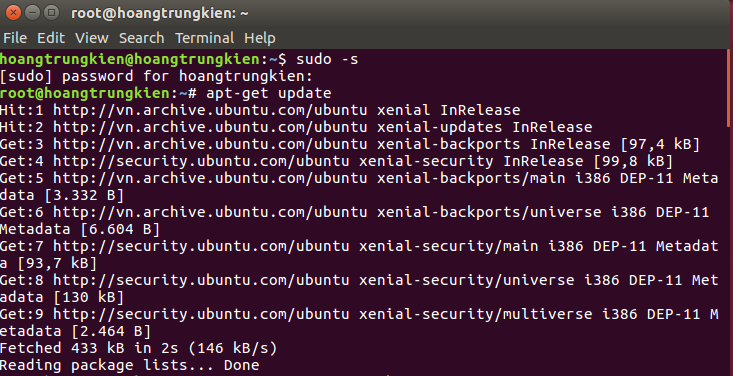 root@hoangtrungkien: ~
File Edit View Search Terminal Help
hoangtrungkien@hoangtrungkien:~$ sudo -s
[sudo] password for hoangtrungkien:
root@hoangtrungkien:~# apt-get update
Hit:1 http://vn.archive.ubuntu.com/ubuntu xenial InRelease
Hit:2 http://vn.archive.ubuntu.com/ubuntu xenial-updates InRelease
Get:3 http://vn.archive.ubuntu.com/ubuntu xenial-backports InRelease [97,4 kB]
Get:4 http://security.ubuntu.com/ubuntu xenial-security InRelease [99,8 kB]
Get:5 http://vn.archive.ubuntu.com/ubuntu xenial-backports/main i386 DEP-11 Meta
data [3.332 B]
Get:6 http://vn.archive.ubuntu.com/ubuntu xenial-backports/universe i386 DEP-11
Metadata [6.604 B]
Get:7 http://security.ubuntu.com/ubuntu xenial-security/main i386 DEP-11 Metadat
a [93,7 kB]
Get:8 http://security.ubuntu.com/ubuntu xenial-security/universe i386 DEP-11 Met
adata [130 kB]
Get:9 http://security.ubuntu.com/ubuntu xenial-security/multiverse i386 DEP-11 M
etadata [2.464 B]
Fetched 433 kB in 2s (146 kB/s)
Reading package lists... Done